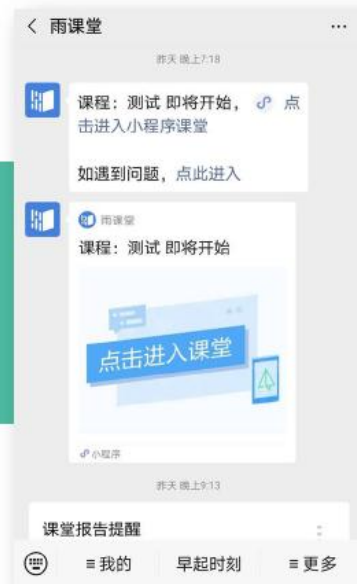 雨课堂
昨天 晚上7:18
课程：测试 即将开始， 点
击进入小程序课堂
如遇到问题，点此进入
雨课堂
课程：测试 即将开始
点击进入课堂
小程序
昨天 晚上9:13
课堂报告提醒
我的 早起时刻 更多